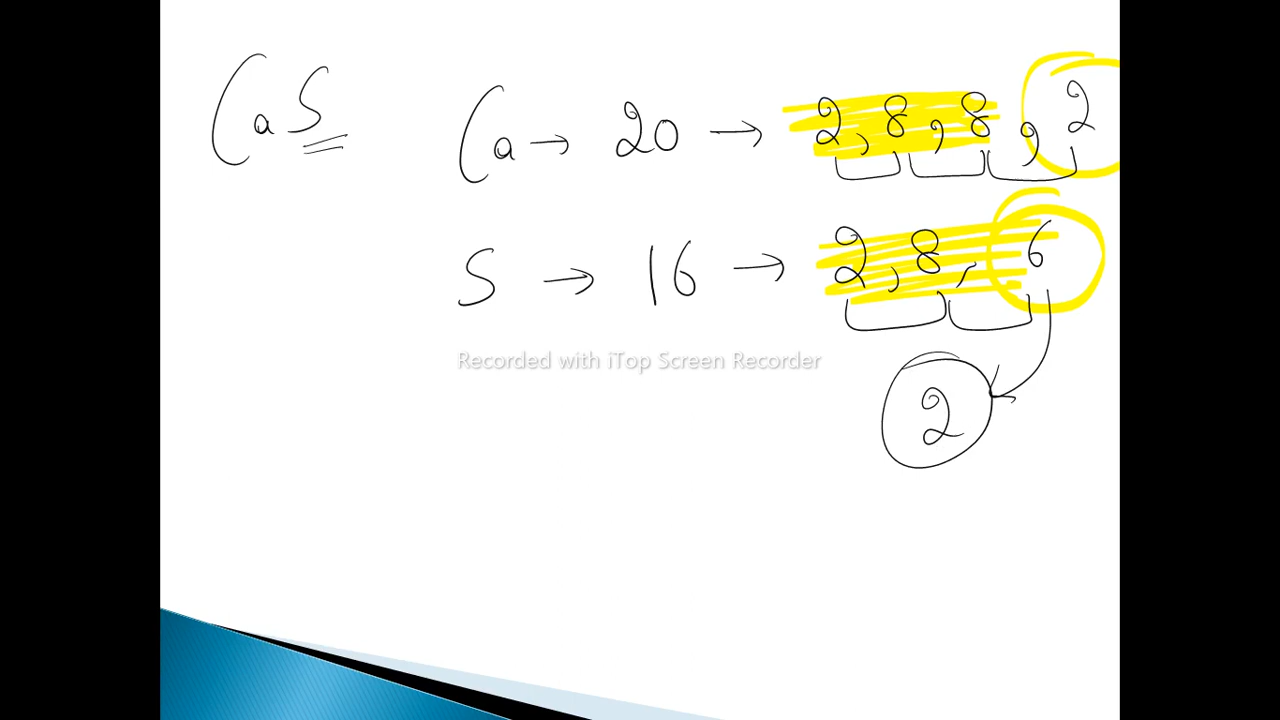 CaS Ca → 20 → 2, 8, 8, 2
S → 16 → 2, 8, 6
Recorded with iTop Screen Recorder
2